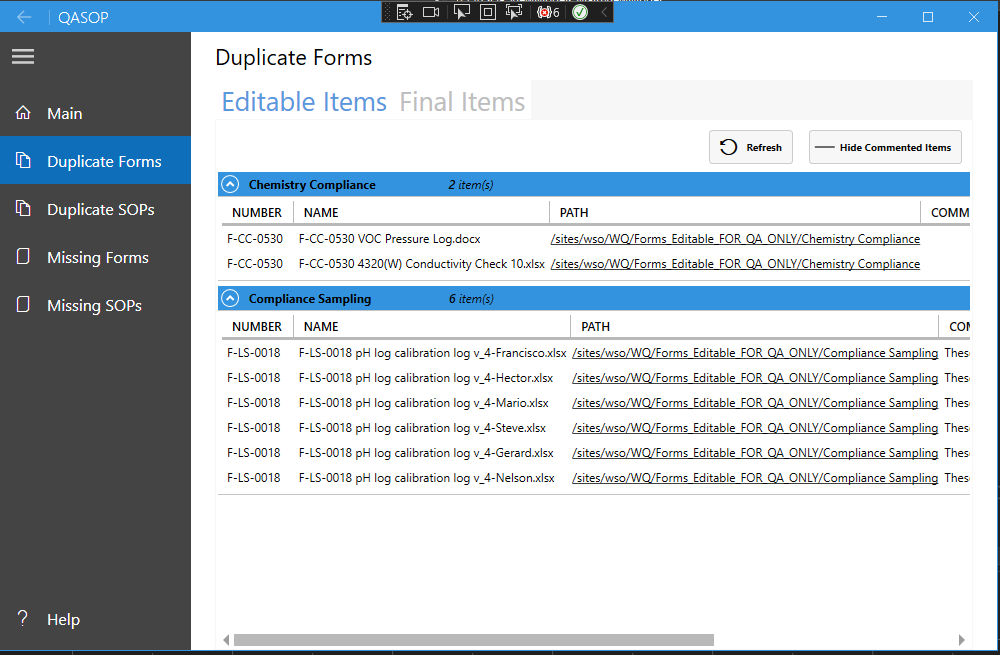 QASOP
6
Duplicate Forms
Main
Duplicate Forms
Duplicate SOPs
Missing Forms
Missing SOPs
? Help
Editable Items Final Items
Refresh Hide Commented Items
Chemistry Compliance 2 item(s)
NUMBER NAME PATH COMM
F-CC-0530 F-CC-0530 VOC Pressure Log.docx /sites/wso/WQ/Forms_Editable_FOR_QA_ONLY/Chemistry Compliance
F-CC-0530 F-CC-0530 4320(W) Conductivity Check 10.xlsx /sites/wso/WQ/Forms_Editable_FOR_QA_ONLY/Chemistry Compliance
Compliance Sampling 6 item(s)
NUMBER NAME PATH CON
F-LS-0018 F-LS-0018 pH log calibration log v_4-Francisco.xlsx /sites/wso/WQ/Forms_Editable_FOR_QA_ONLY/Compliance Sampling Thes
F-LS-0018 F-LS-0018 pH log calibration log v_4-Hector.xlsx /sites/wso/WQ/Forms_Editable_FOR_QA_ONLY/Compliance Sampling Thes
F-LS-0018 F-LS-0018 pH log calibration log v_4-Mario.xlsx /sites/wso/WQ/Forms_Editable_FOR_QA_ONLY/Compliance Sampling Thes
F-LS-0018 F-LS-0018 pH log calibration log v_4-Steve.xlsx /sites/wso/WQ/Forms_Editable_FOR_QA_ONLY/Compliance Sampling Thes
F-LS-0018 F-LS-0018 pH log calibration log v_4-Gerard.xlsx /sites/wso/WQ/Forms_Editable_FOR_QA_ONLY/Compliance Sampling Thes
F-LS-0018 F-LS-0018 pH log calibration log v_4-Nelson.xlsx /sites/wso/WQ/Forms_Editable_FOR_QA_ONLY/Compliance Sampling Thes